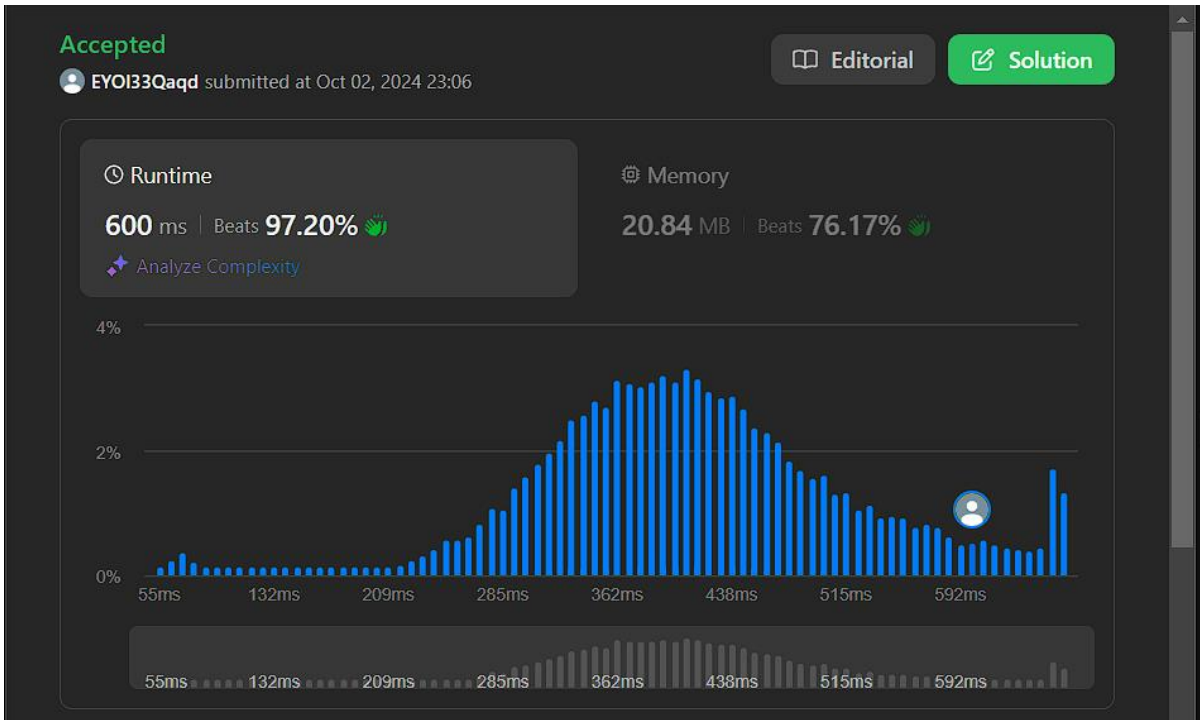 Accepted
Editorial
Solution
EYOI33Qaqd submitted at Oct 02, 2024 23:06
Runtime
600 ms | Beats 97.20%
Analyze Complexity
Memory
20.84 MB | Beats 76.17%
4%
2%
0%
55ms 132ms 209ms 285ms 362ms 438ms 515ms 592ms
55ms 132ms 209ms 285ms 362ms 438ms 515ms 592ms